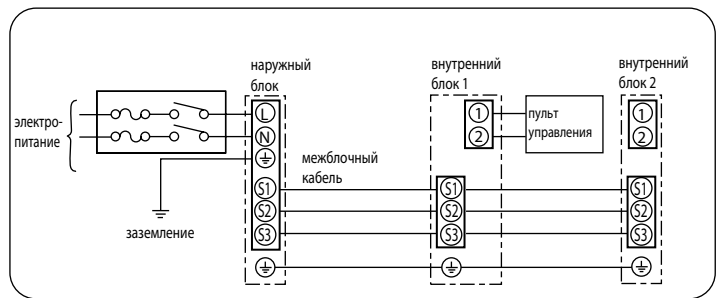 наружный
блок
внутренний
блок 1
внутренний
блок 2
электро-
питание
L
N
1
2
пульт
управления
1
2
межблочный
кабель
S1
S2
S3
S1
S2
S3
S1
S2
S3
заземление